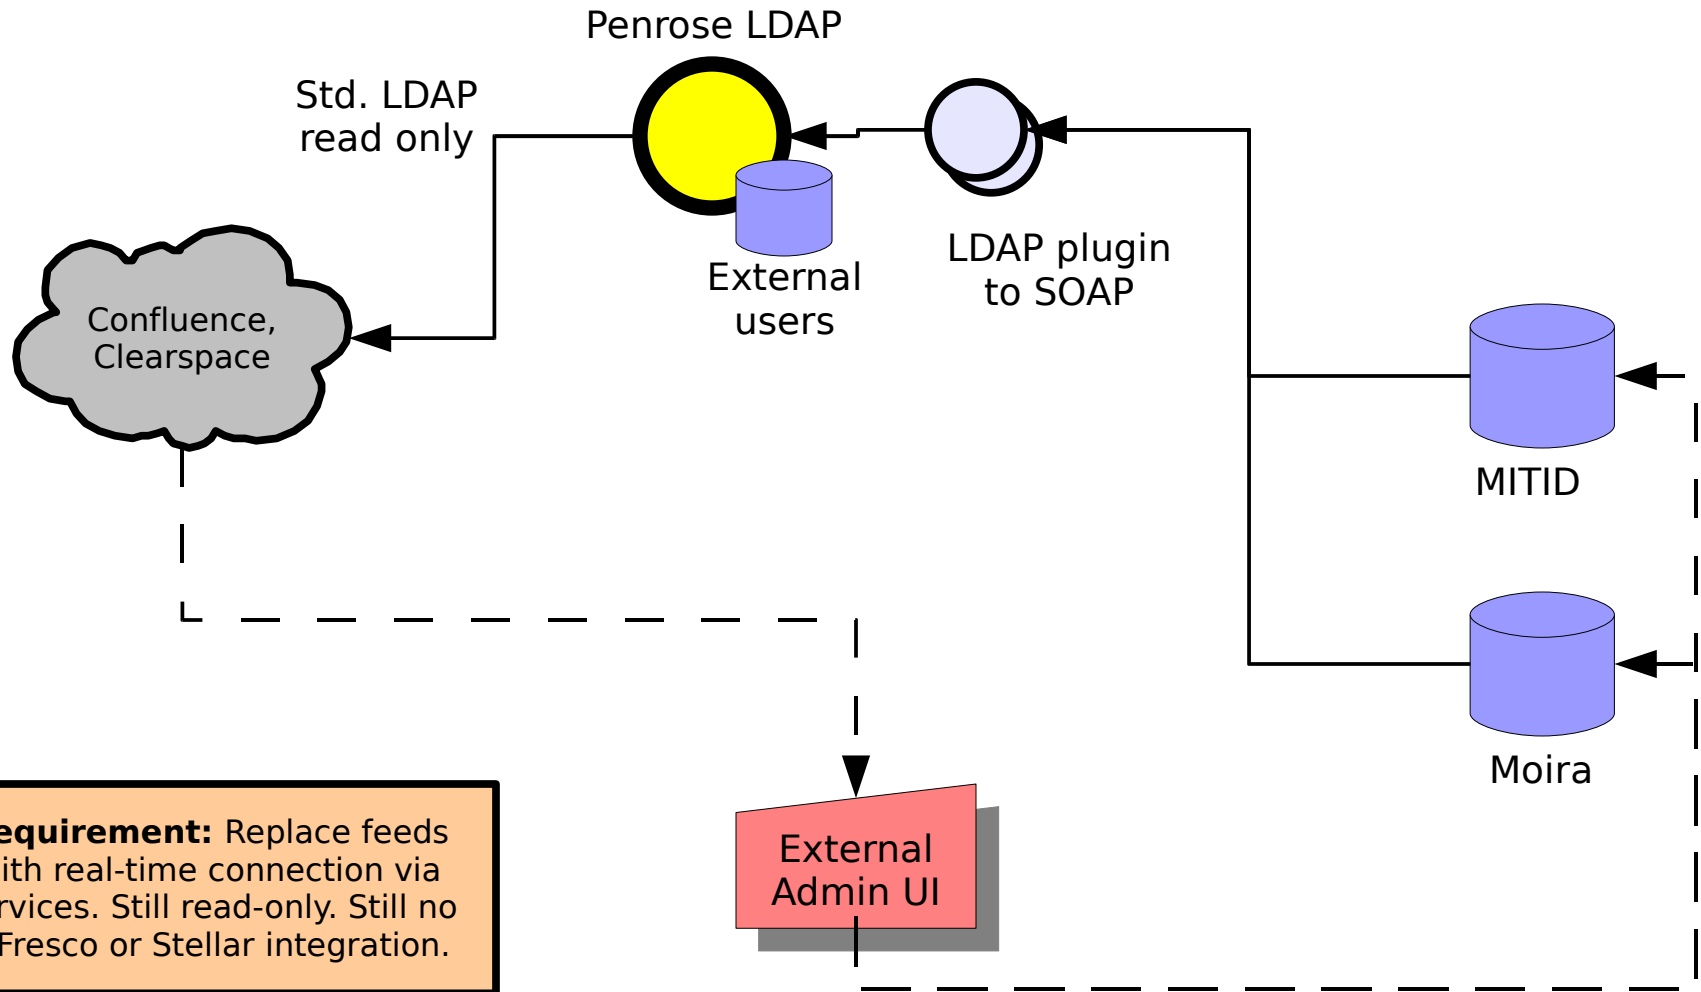 Penrose LDAP
Std. LDAP
read only
External
users
LDAP plugin
to SOAP
Confluence,
Clearspace
MITID
Moira
External
Admin UI
Replace feeds
real-time connection via
Still read-only. Still no
Fresco or Stellar integration.